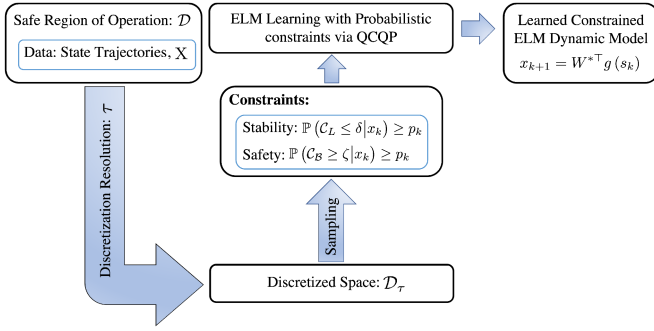 Safe Region of Operation: 𝒟
Data: State Trajectories, X
Discretization Resolution: τ
ELM Learning with Probabilistic
constraints via QCQP
Learned Constrained
ELM Dynamic Model
x_{k+1} = W^{*⊤} g (s_k)
Constraints:
Stability: ℙ (𝒞_L ≤ δ|x_k) ≥ p_k
Safety: ℙ (𝒞_ℬ ≥ ζ|x_k) ≥ p_k
Sampling
Discretized Space: 𝒟_τ